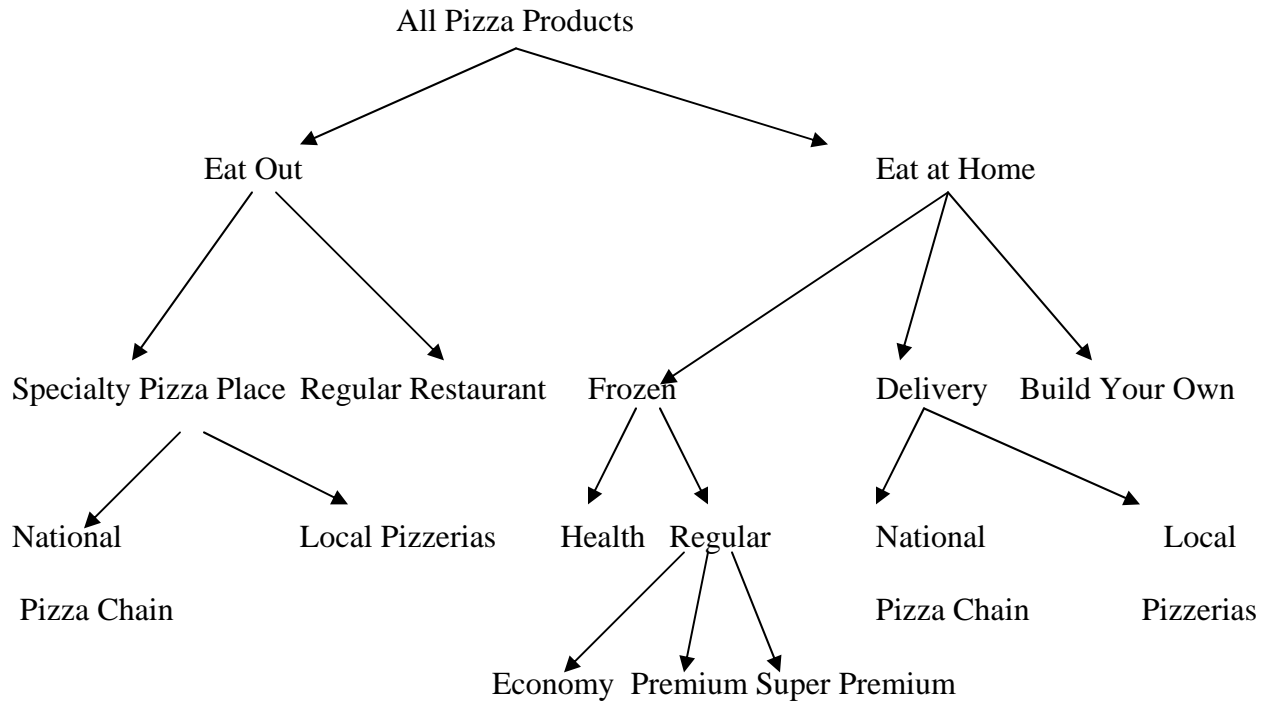 All Pizza Products
Eat Out Eat at Home
Specialty Pizza Place Regular Restaurant Frozen Delivery Build Your Own
National Local Pizzerias Health Regular National Local
Pizza Chain Pizza Chain Pizzerias
Economy Premium Super Premium